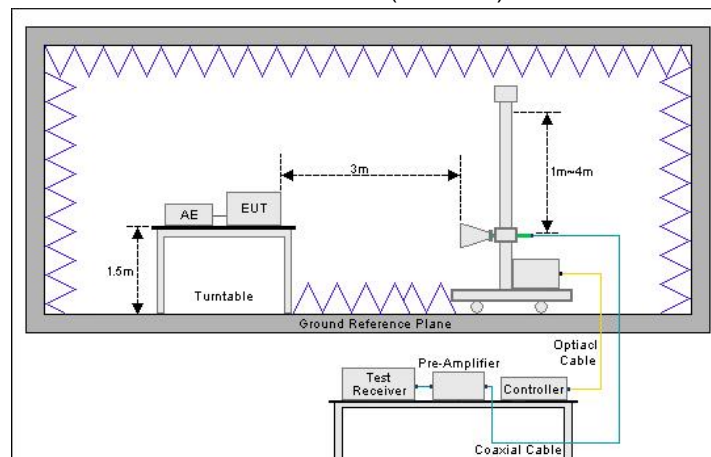 3m
1m~4m
AE
EUT
1.5m
Turntable
Ground Reference Plane
Optiacl
Cable
Pre-Amplifier
Test
Receiver
Controller
Coaxial Cable